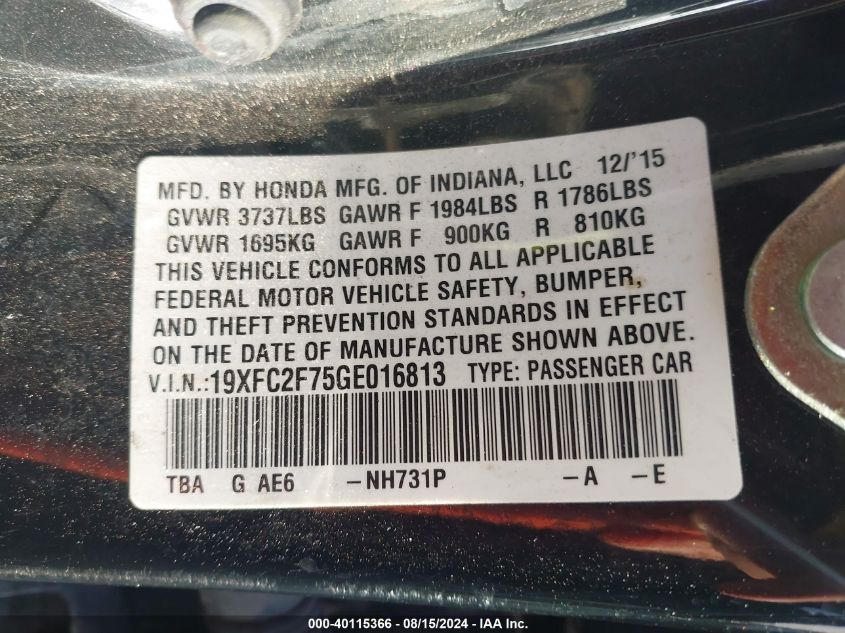 MFD. BY HONDA MFG. OF INDIANA, LLC 12/'15
GVWR 3737LBS GAWR F 1984LBS R 1786LBS
GVWR 1695KG GAWR F 900KG R 810KG
THIS VEHICLE CONFORMS TO ALL APPLICABLE
FEDERAL MOTOR VEHICLE SAFETY, BUMPER,
AND THEFT PREVENTION STANDARDS IN EFFECT
ON THE DATE OF MANUFACTURE SHOWN ABOVE.
V.I.N.:19XFC2F75GE016813 TYPE: PASSENGER CAR
TBA G AE6 -NH731P -A -E
000-40115366 - 08/15/2024 - IAA